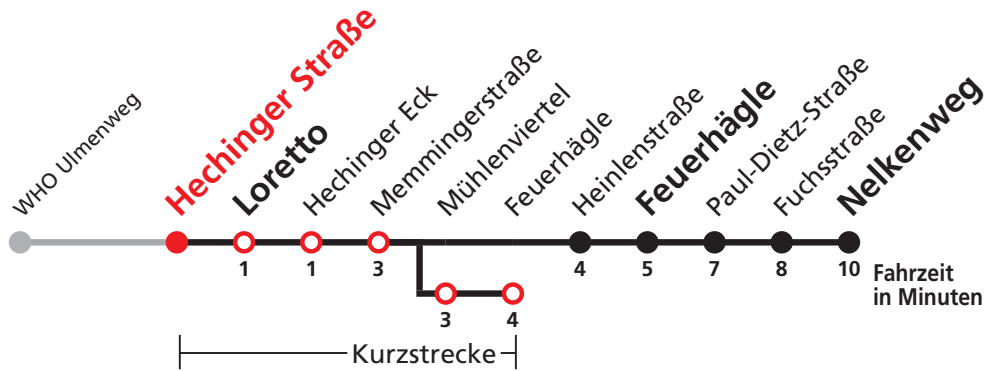 WHO Ulmenweg
Hechinger Straße
Loretto
Hechinger Eck
Memmingerstraße
Mühlenviertel
Feuerhägle
Heinlenstraße
Feuerhägle
Paul-Dietz-Straße
Fuchsstraße
Nelkenweg
1
1
3
4
5
7
8
10
Fahrzeit
in Minuten
3
4
Kurzstrecke